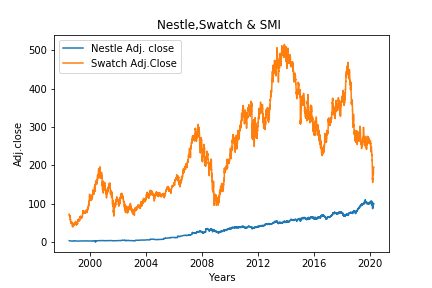 Nestle,Swatch & SMI
Nestle Adj. close
Swatch Adj.Close
Adj.close
500
400
300
200
100
0
2000
2004
2008
2012
2016
2020
Years